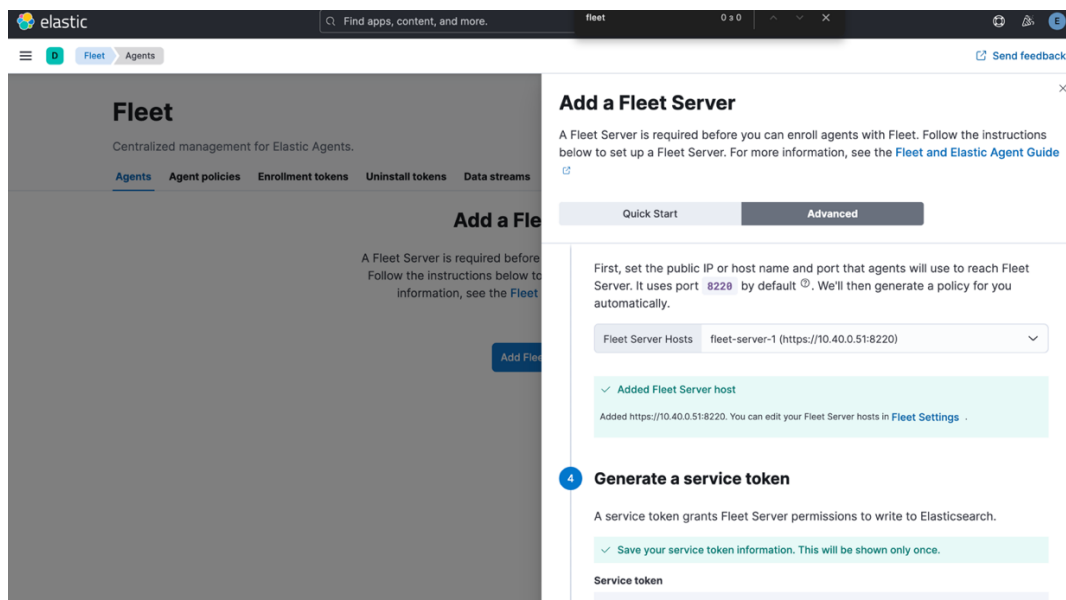 elastic
Find apps, content, and more.
fleet
0 a 0
E
D
Fleet
Agents
Send feedback
Fleet
Centralized management for Elastic Agents.
Agents
Agent policies
Enrollment tokens
Uninstall tokens
Data streams
Add a Fle
A Fleet Server is required before
Follow the instructions below to
information, see the Fleet
Add Flee
Add a Fleet Server
A Fleet Server is required before you can enroll agents with Fleet. Follow the instructions
below to set up a Fleet Server. For more information, see the Fleet and Elastic Agent Guide
Quick Start
Advanced
First, set the public IP or host name and port that agents will use to reach Fleet
Server. It uses port 8220 by default. We'll then generate a policy for you
automatically.
Fleet Server Hosts
fleet-server-1 (https://10.40.0.51:8220)
Added Fleet Server host
Added https://10.40.0.51:8220. You can edit your Fleet Server hosts in Fleet Settings .
4
Generate a service token
A service token grants Fleet Server permissions to write to Elasticsearch.
Save your service token information. This will be shown only once.
Service token